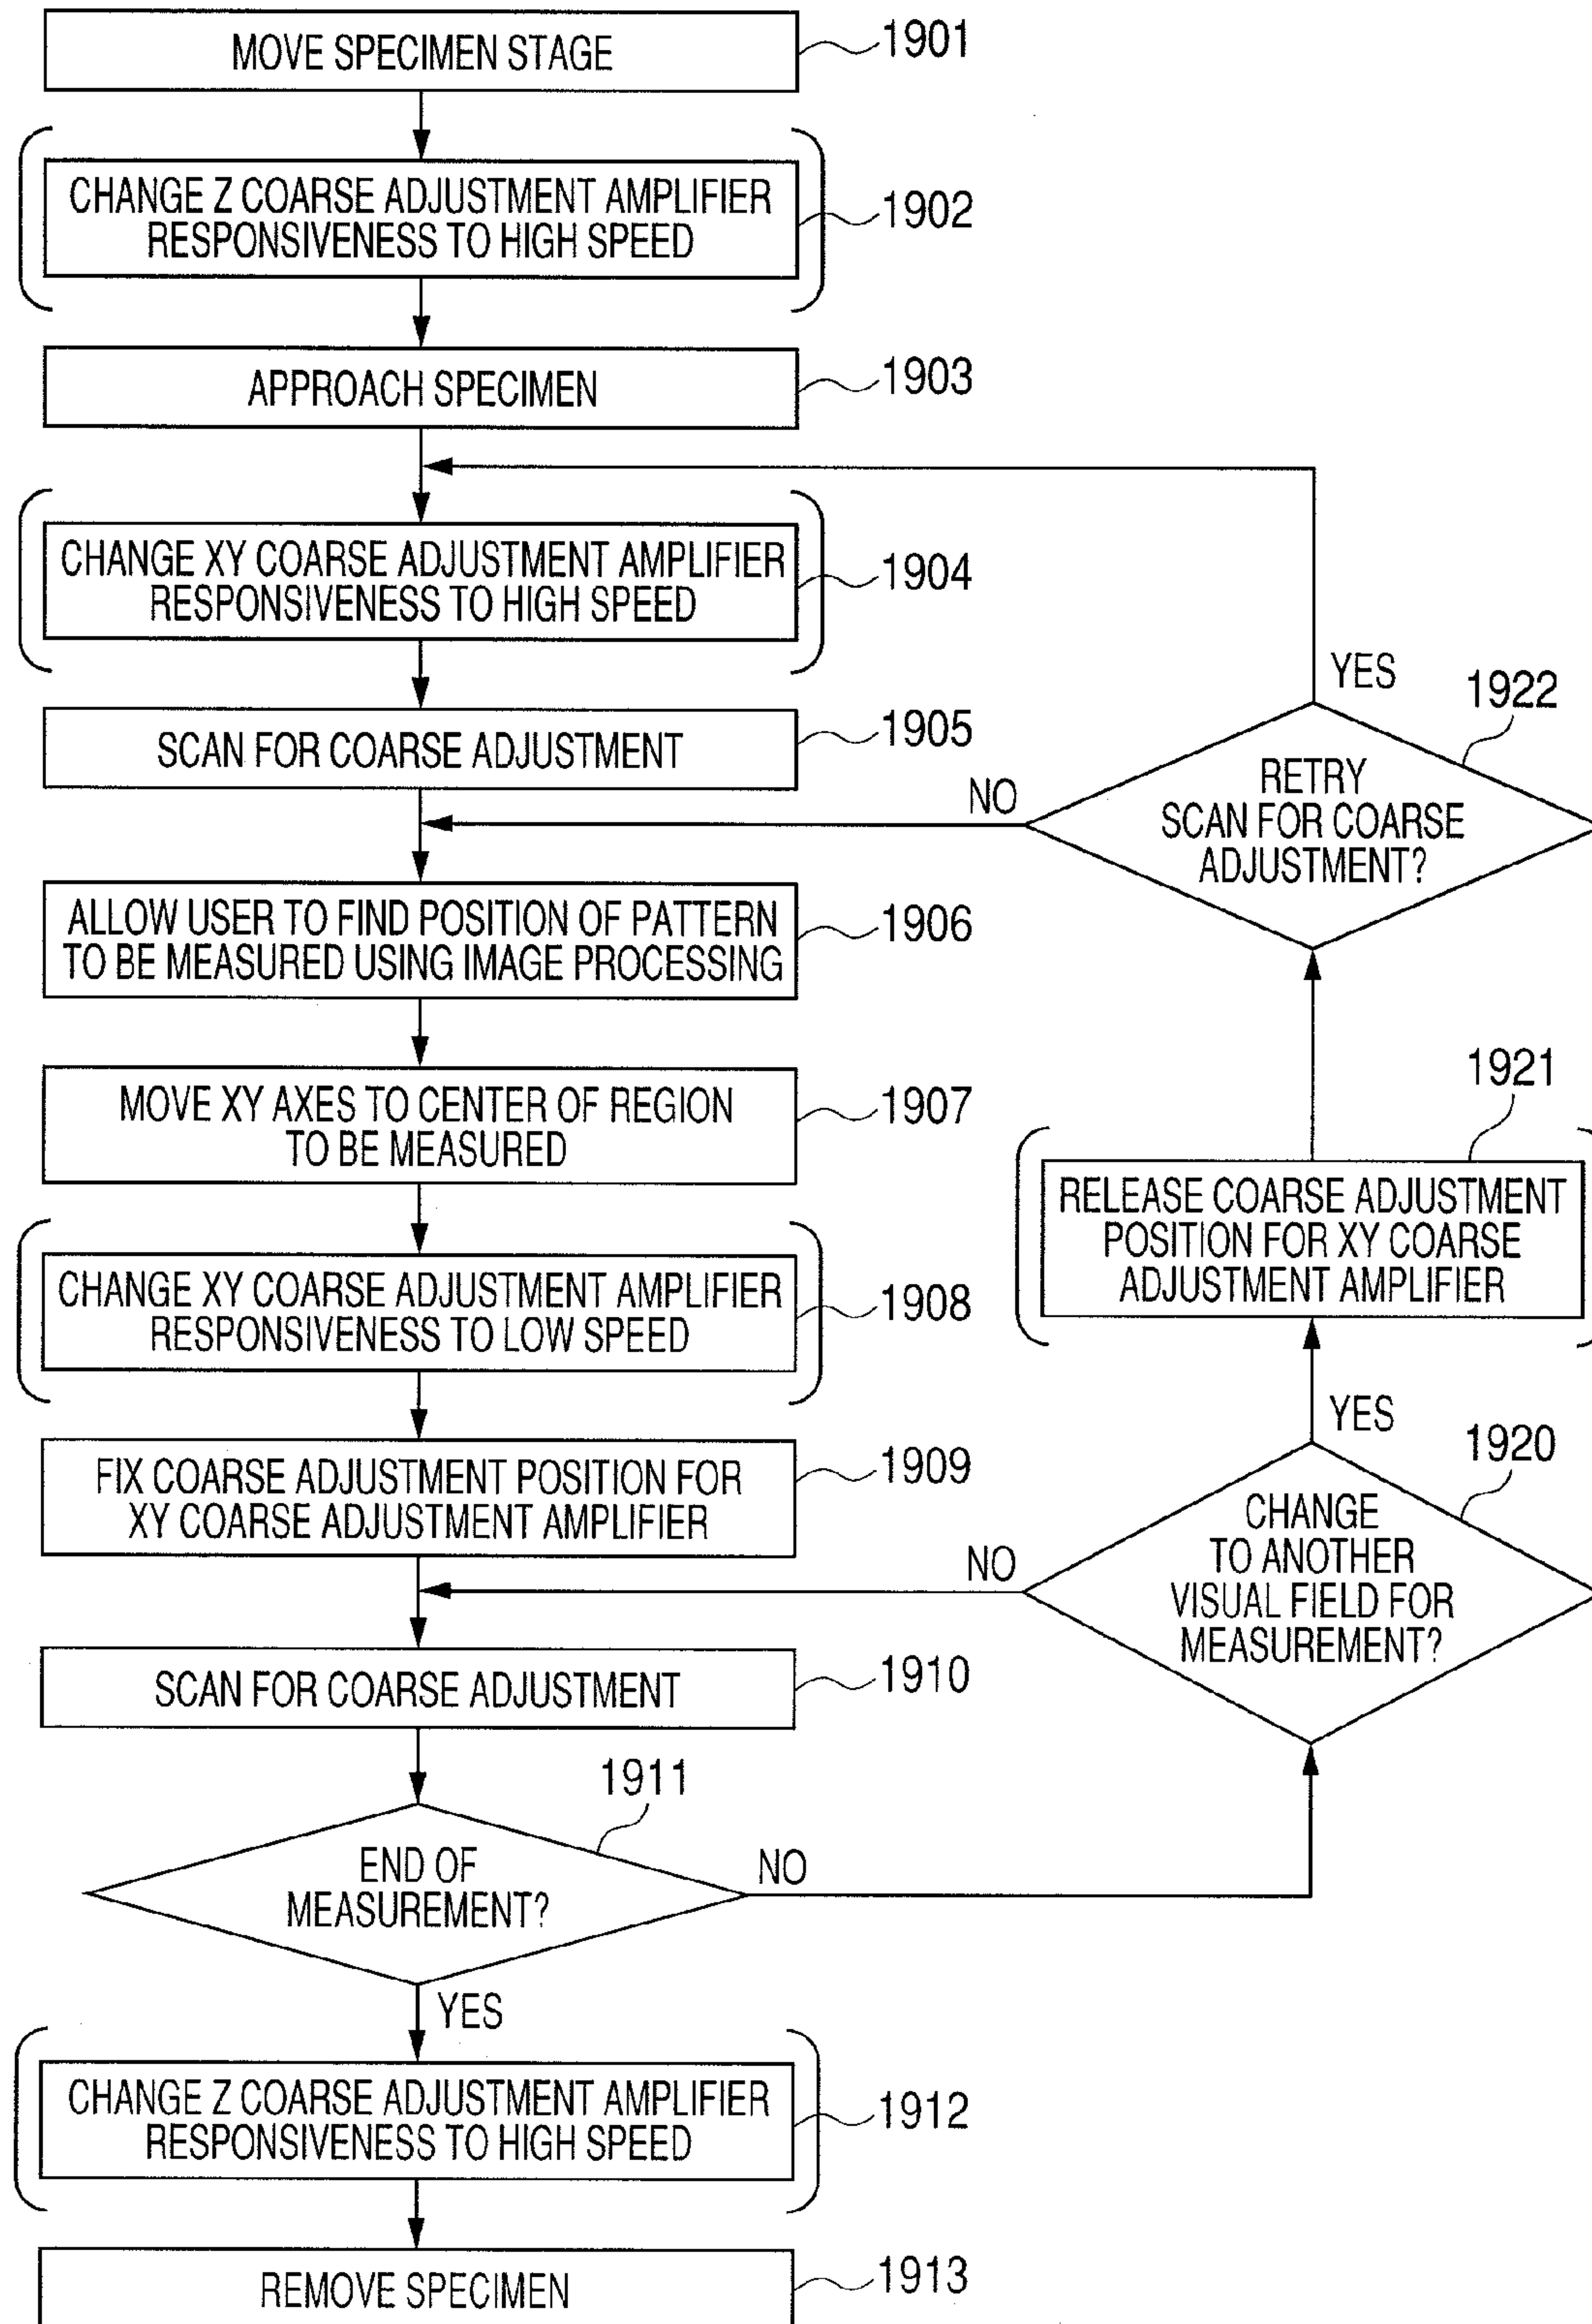 MOVE SPECIMEN STAGE
1901
CHANGE Z COARSE ADJUSTMENT AMPLIFIER
RESPONSIVENESS TO HIGH SPEED
1902
APPROACH SPECIMEN
1903
CHANGE XY COARSE ADJUSTMENT AMPLIFIER
RESPONSIVENESS TO HIGH SPEED
1904
SCAN FOR COARSE ADJUSTMENT
1905
ALLOW USER TO FIND POSITION OF PATTERN
TO BE MEASURED USING IMAGE PROCESSING
1906
MOVE XY AXES TO CENTER OF REGION
TO BE MEASURED
1907
CHANGE XY COARSE ADJUSTMENT AMPLIFIER
RESPONSIVENESS TO LOW SPEED
1908
FIX COARSE ADJUSTMENT POSITION FOR
XY COARSE ADJUSTMENT AMPLIFIER
1909
SCAN FOR COARSE ADJUSTMENT
1910
1911
END OF
MEASUREMENT?
NO
YES
CHANGE Z COARSE ADJUSTMENT AMPLIFIER
RESPONSIVENESS TO HIGH SPEED
1912
REMOVE SPECIMEN
1913
YES
1922
RETRY
SCAN FOR COARSE
ADJUSTMENT?
NO
1921
RELEASE COARSE ADJUSTMENT
POSITION FOR XY COARSE
ADJUSTMENT AMPLIFIER
YES
1920
CHANGE
TO ANOTHER
VISUAL FIELD FOR
MEASUREMENT?
NO